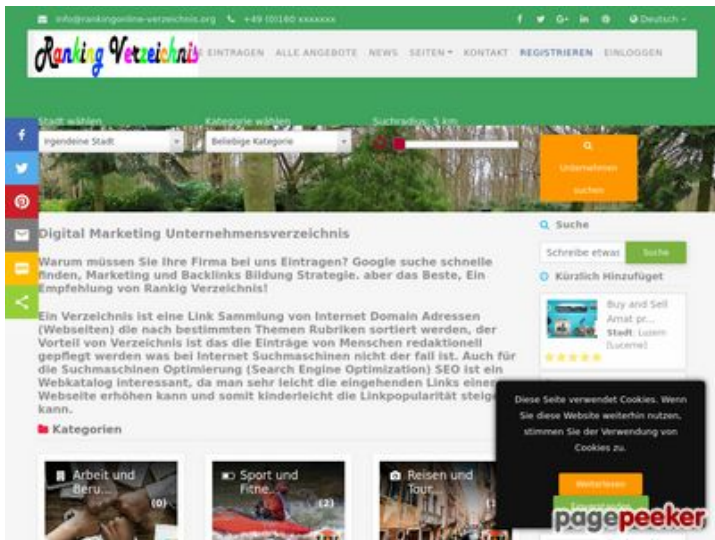 info@rankingonline-verzeichnis.org +49 (0)160 xxxxxxx Deutsch
Ranking Verzeichnis EINTRAGEN ALLE ANGEBOTE NEWS SEITEN KONTAKT REGISTRIEREN EINLOGGEN
Stadt wählen Kategorie wählen Suchradius: 5 km
Irgendeine Stadt Beliebige Kategorie
Unternehmen
suchen
Digital Marketing Unternehmensverzeichnis
Warum müssen Sie Ihre Firma bei uns Eintragen? Google suche schnelle
finden, Marketing und Backlinks Bildung Strategie. aber das Beste, Ein
Empfehlung von Rankig Verzeichnis!
Ein Verzeichnis ist eine Link Sammlung von Internet Domain Adressen
(Webseiten) die nach bestimmten Themen Rubriken sortiert werden, der
Vorteil von Verzeichnis ist das die Einträge von Menschen redaktionell
gepflegt werden was bei Internet Suchmaschinen nicht der fall ist. Auch für
die Suchmaschinen Optimierung (Search Engine Optimization) SEO ist ein
Webkatalog interessant, da man sehr leicht die eingehenden Links einer
Webseite erhöhen kann und somit kinderleicht die Linkpopularität steige
kann.
Kategorien
Arbeit und
Beru...
(0)
Sport und
Fitne...
(2)
Reisen und
Tour...
Suche
Schreibe etwas Suche
Kürzlich Hinzufüget
Buy and Sell
Amat pr...
Stadt: Luzern
(Lucerne)
Diese Seite verwendet Cookies. Wenn
Sie diese Website weiterhin nutzen,
stimmen Sie der Verwendung von
Cookies zu.
Weiterlesen
pagepeeker